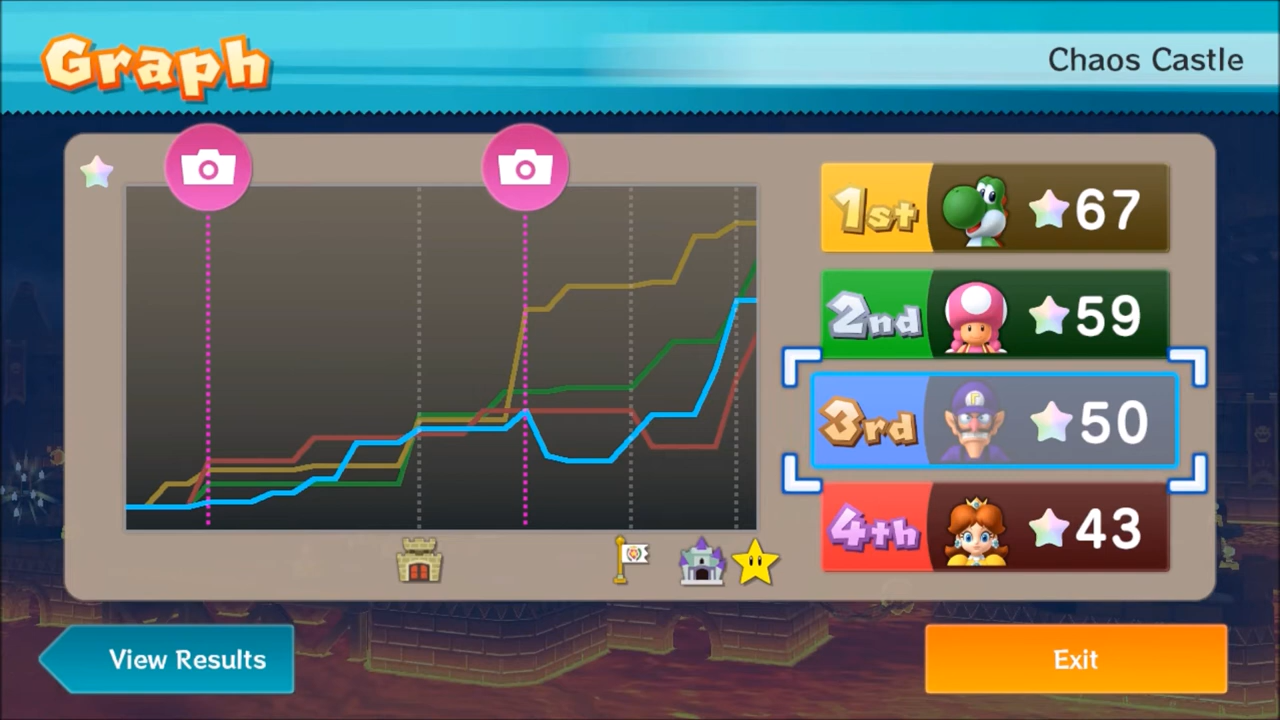 Graph
Chaos Castle
1st 67
2nd 59
3rd 50
4th 43
View Results
Exit